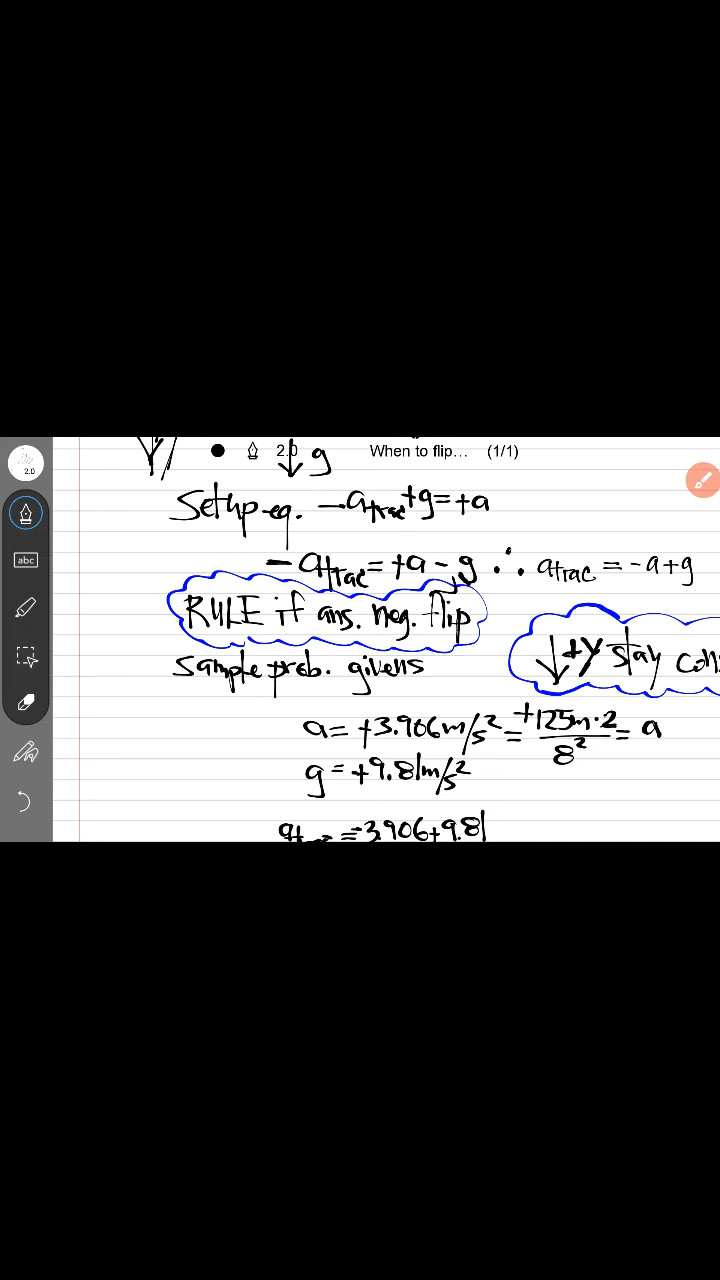 2.0 g When to flip... (1/1)
2.0
Setup eq. -atrac+g=+a
-atrac=+a-g ∴ atrac=-a+g
abc
RULE if ans. neg. flip
↓+y stay
sample prob. givens
a=+3.906m/s²=+125m·2/8²=a
g=+9.81m/s²
=-3.906+9.81